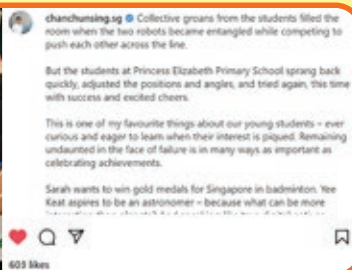 chanchunsing.sg Collective groans from the students filled the
room when the two robots became entangled while competing to
push each other across the line.
But the students at Princess Elizabeth Primary School sprang back
quickly, adjusted the positions and angles, and tried again, this time
with success and excited cheers.
This is one of my favourite things about our young students – ever
curious and eager to learn when their interest is piqued. Remaining
undaunted in the face of failure is in many ways as important as
celebrating achievements.
Sarah wants to win gold medals for Singapore in badminton. Yee
Keat aspires to be an astronomer – because what can be more
603 likes